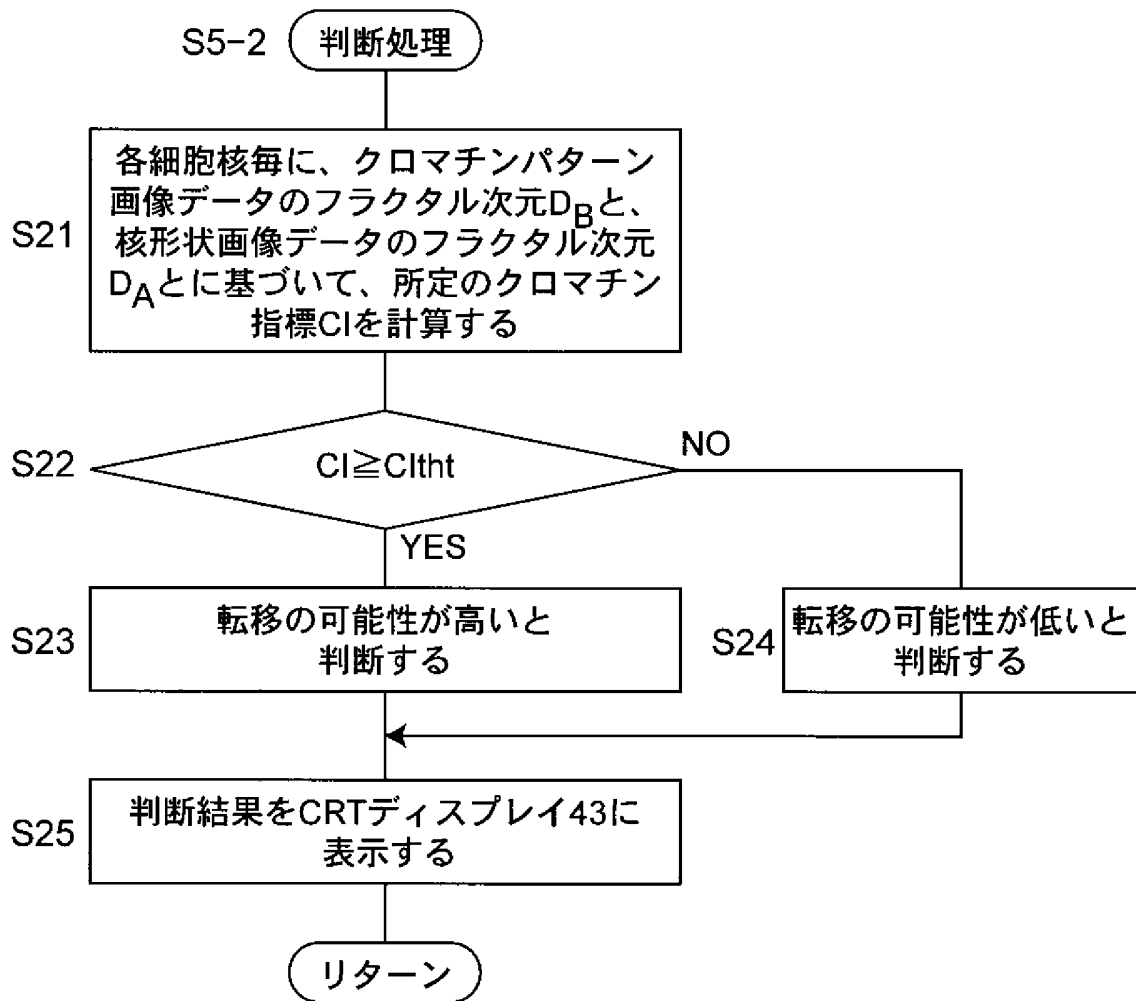 S5-2 判断処理
S21
各細胞核毎に、クロマチンパターン
画像データのフラクタル次元DBと、
核形状画像データのフラクタル次元
DAとに基づいて、所定のクロマチン
指標CIを計算する
S22
CI≧CItht
NO
YES
S23
転移の可能性が高いと
判断する
S24
転移の可能性が低いと
判断する
S25
判断結果をCRTディスプレイ43に
表示する
リターン